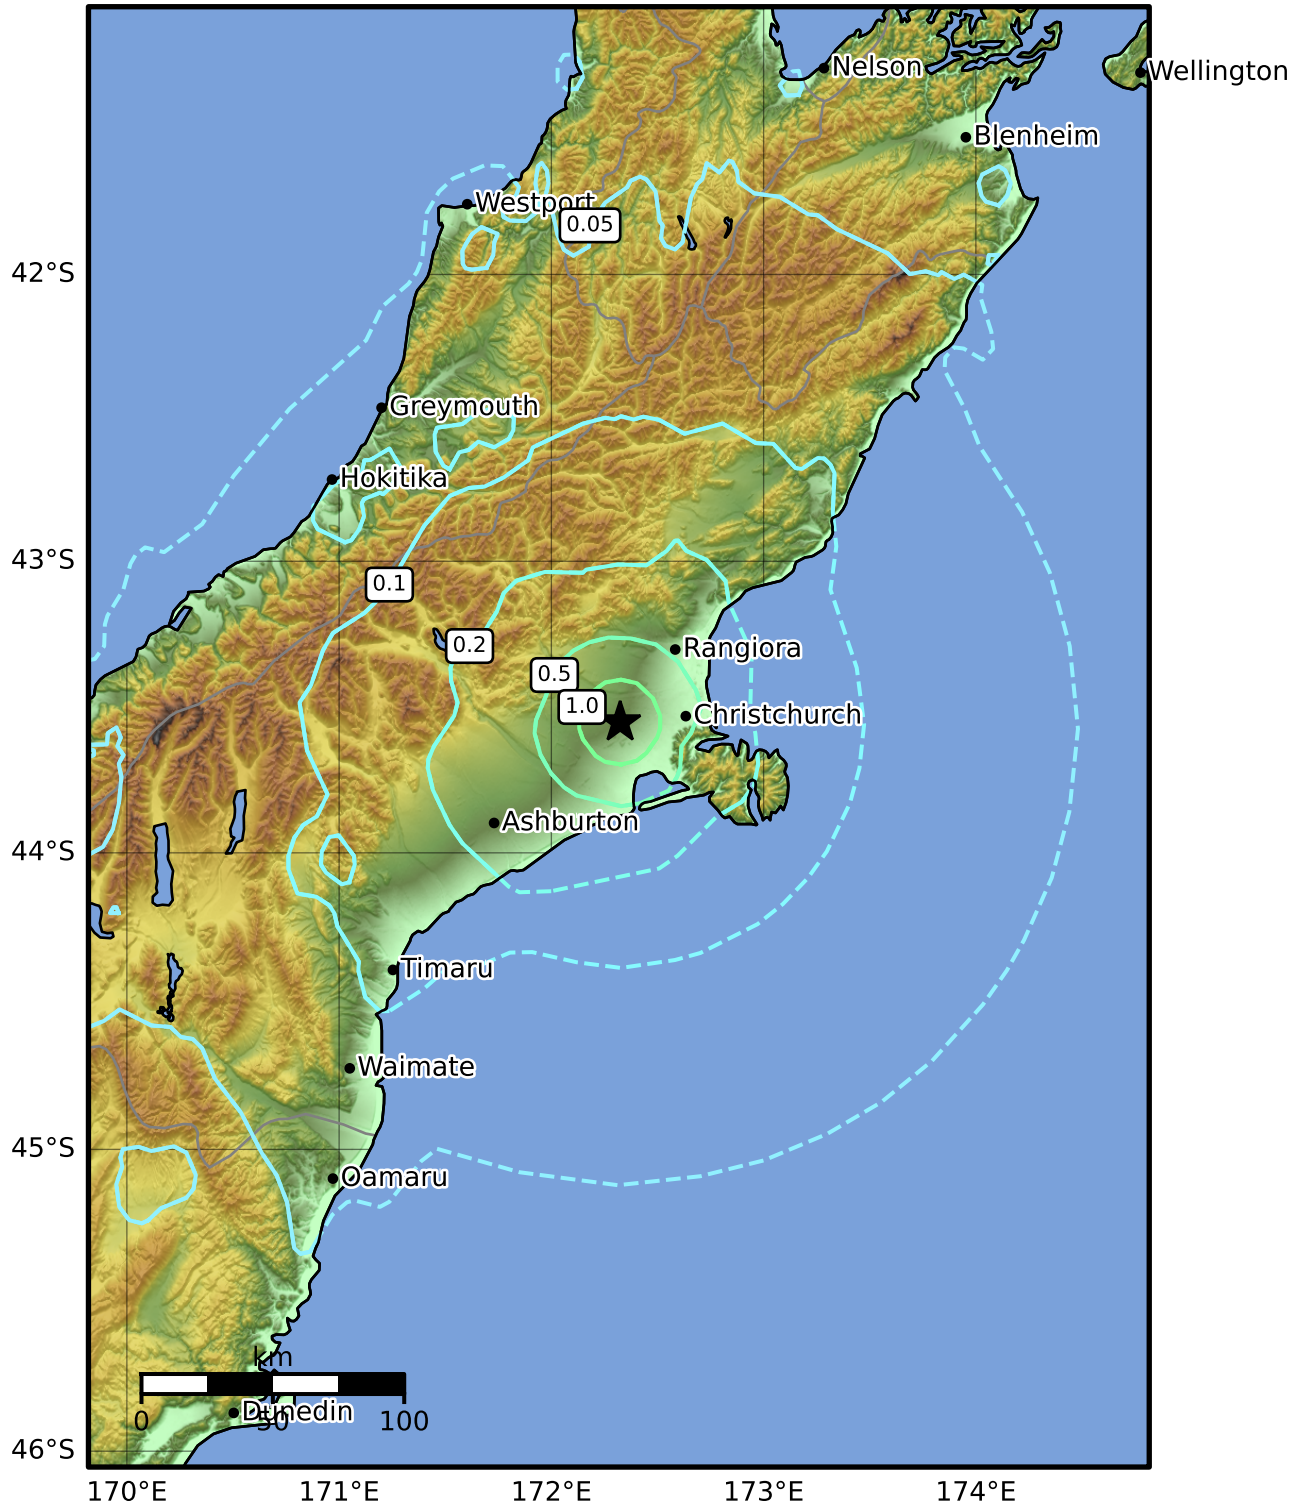 Nelson
Wellington
Blenheim
Westport
0.05
42°S
Greymouth
Hokitika
43°S
0.1
0.2
Rangiora
0.5
1.0
Christchurch
Ashburton
44°S
Timaru
Waimate
45°S
Oamaru
km
Dunedin
0 50 100
46°S
170°E 171°E 172°E 173°E 174°E